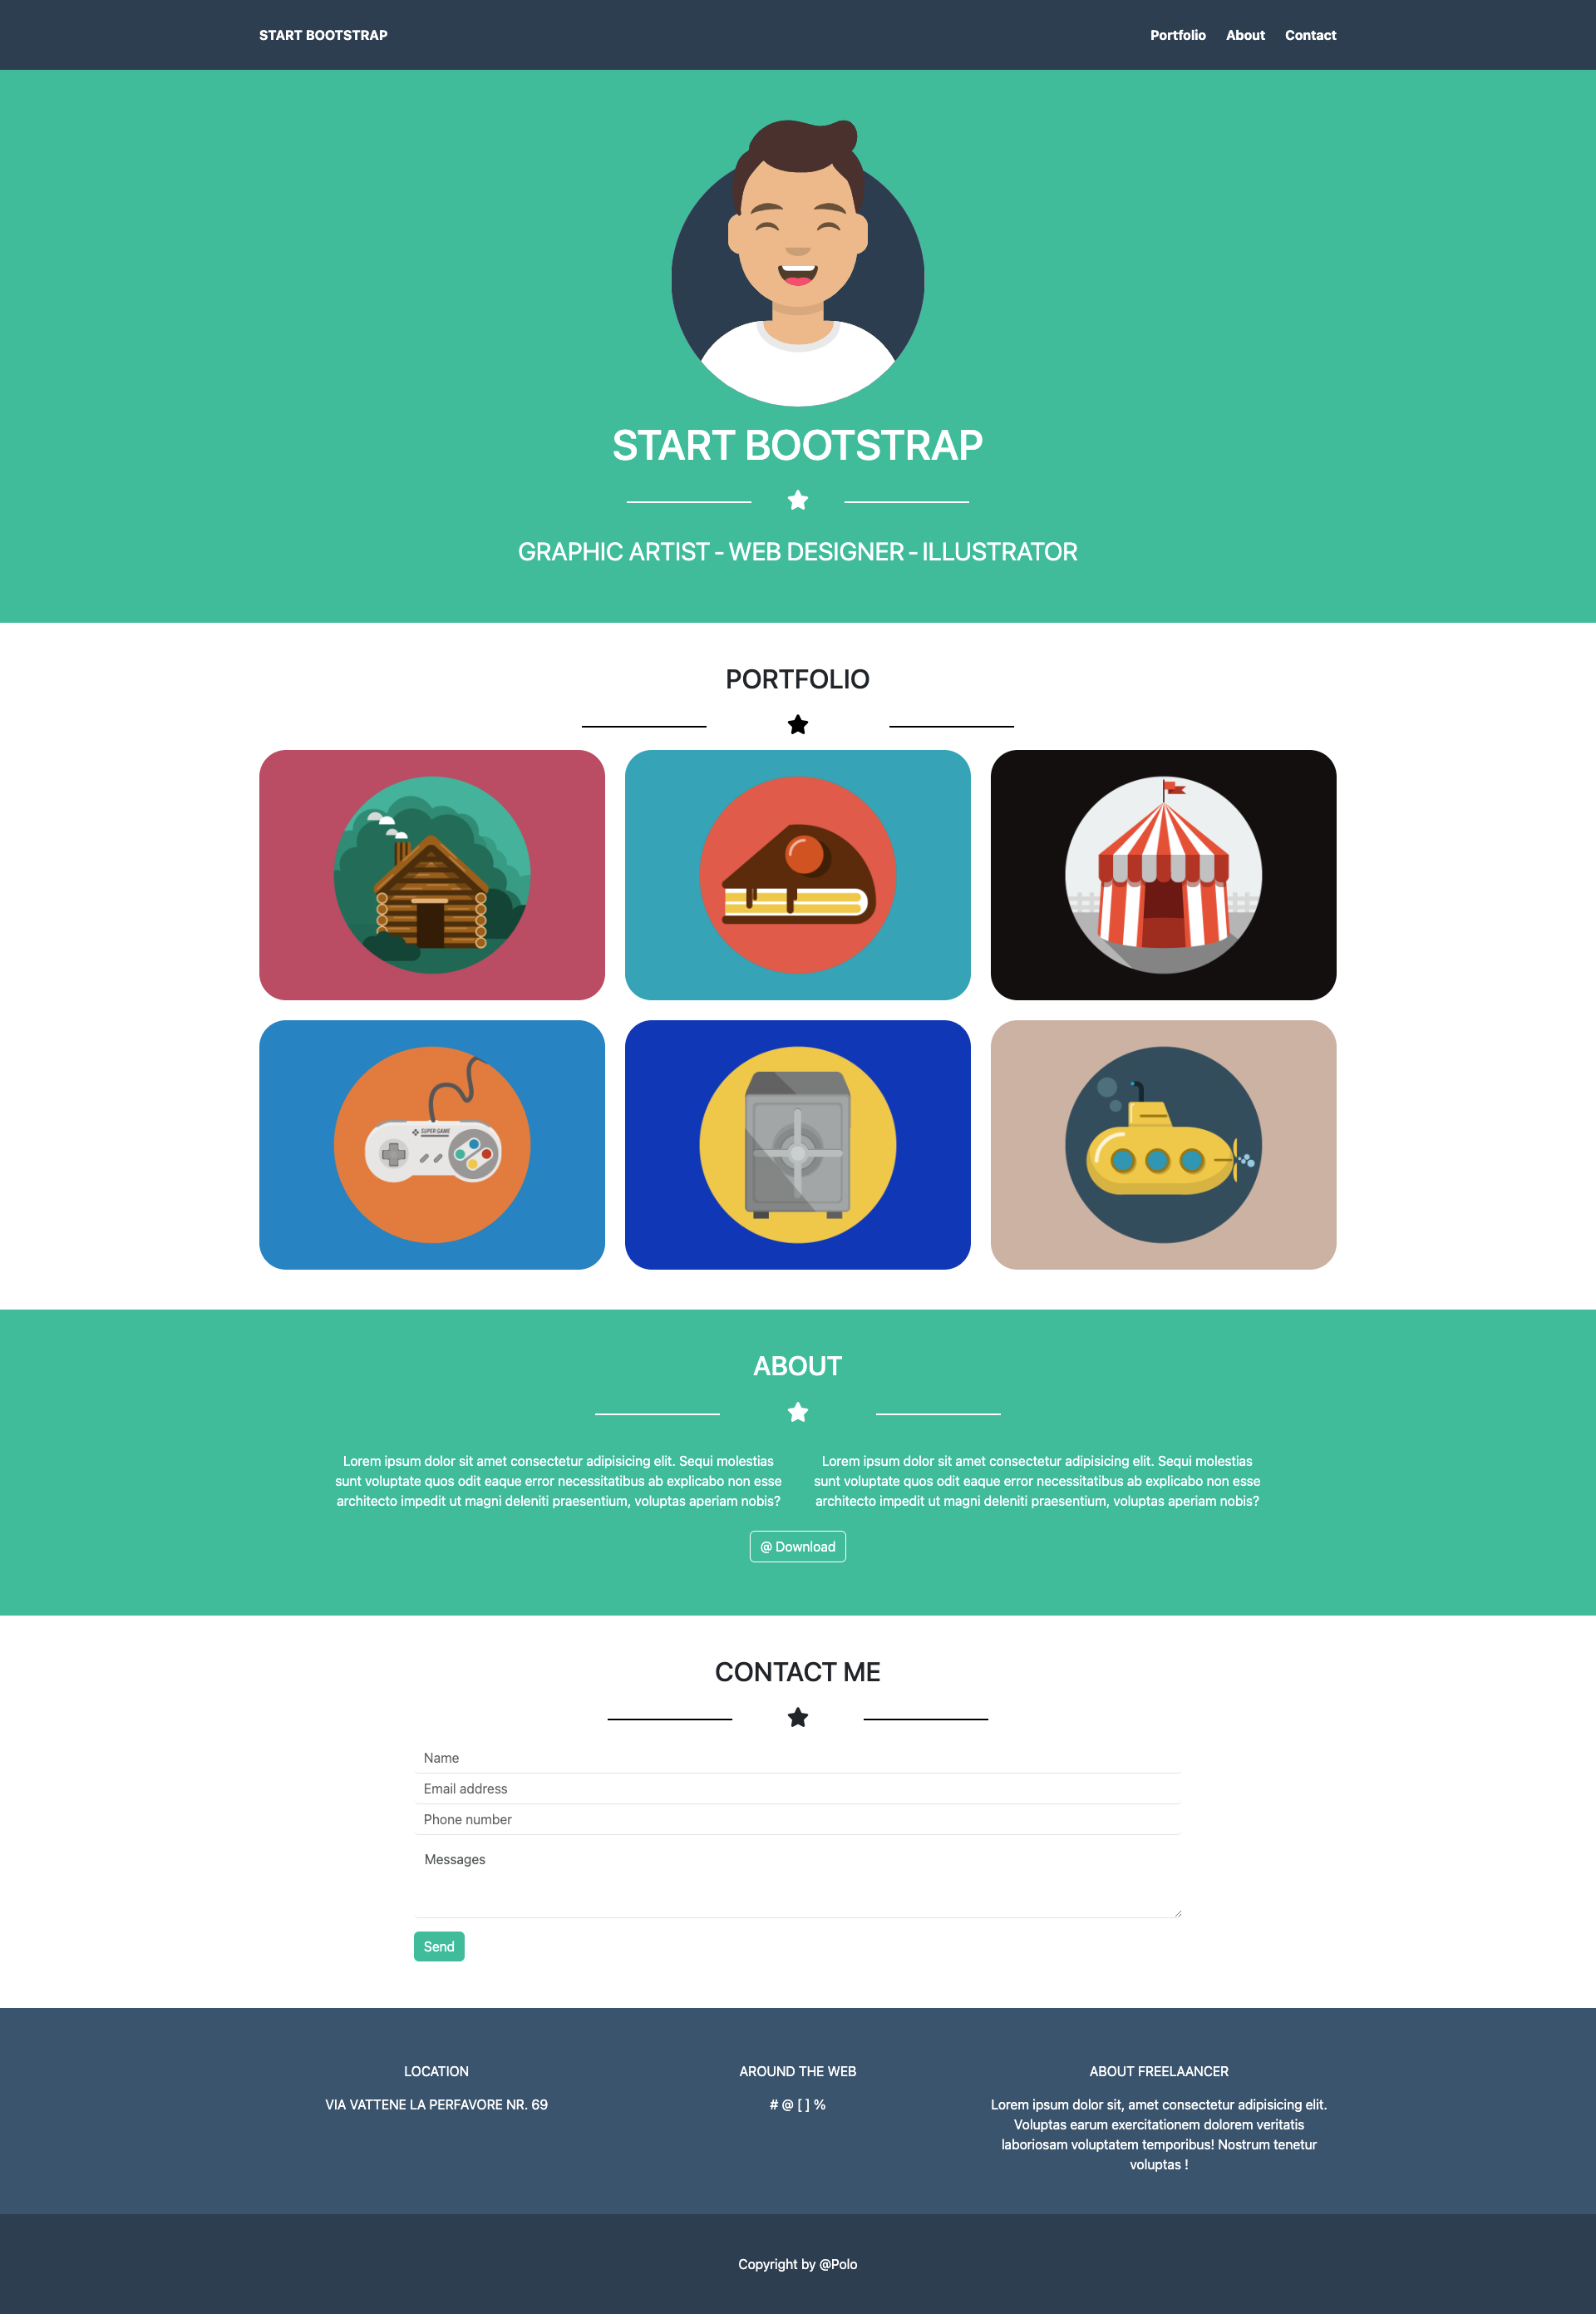 START BOOTSTRAP
Portfolio About Contact
START BOOTSTRAP
GRAPHIC ARTIST - WEB DESIGNER - ILLUSTRATOR
PORTFOLIO
SUPER GAME
ABOUT
Lorem ipsum dolor sit amet consectetur adipisicing elit. Sequi molestias
sunt voluptate quos odit eaque error necessitatibus ab explicabo non esse
architecto impedit ut magni deleniti praesentium, voluptas aperiam nobis?
Lorem ipsum dolor sit amet consectetur adipisicing elit. Sequi molestias
sunt voluptate quos odit eaque error necessitatibus ab explicabo non esse
architecto impedit ut magni deleniti praesentium, voluptas aperiam nobis?
@ Download
CONTACT ME
Name
Email address
Phone number
Messages
Send
LOCATION
VIA VATTENE LA PERFAVORE NR. 69
AROUND THE WEB
# @ [ ] %
ABOUT FREELAANCER
Lorem ipsum dolor sit, amet consectetur adipisicing elit.
Voluptas earum exercitationem dolorem veritatis
laboriosam voluptatem temporibus! Nostrum tenetur
voluptas !
Copyright by @Polo